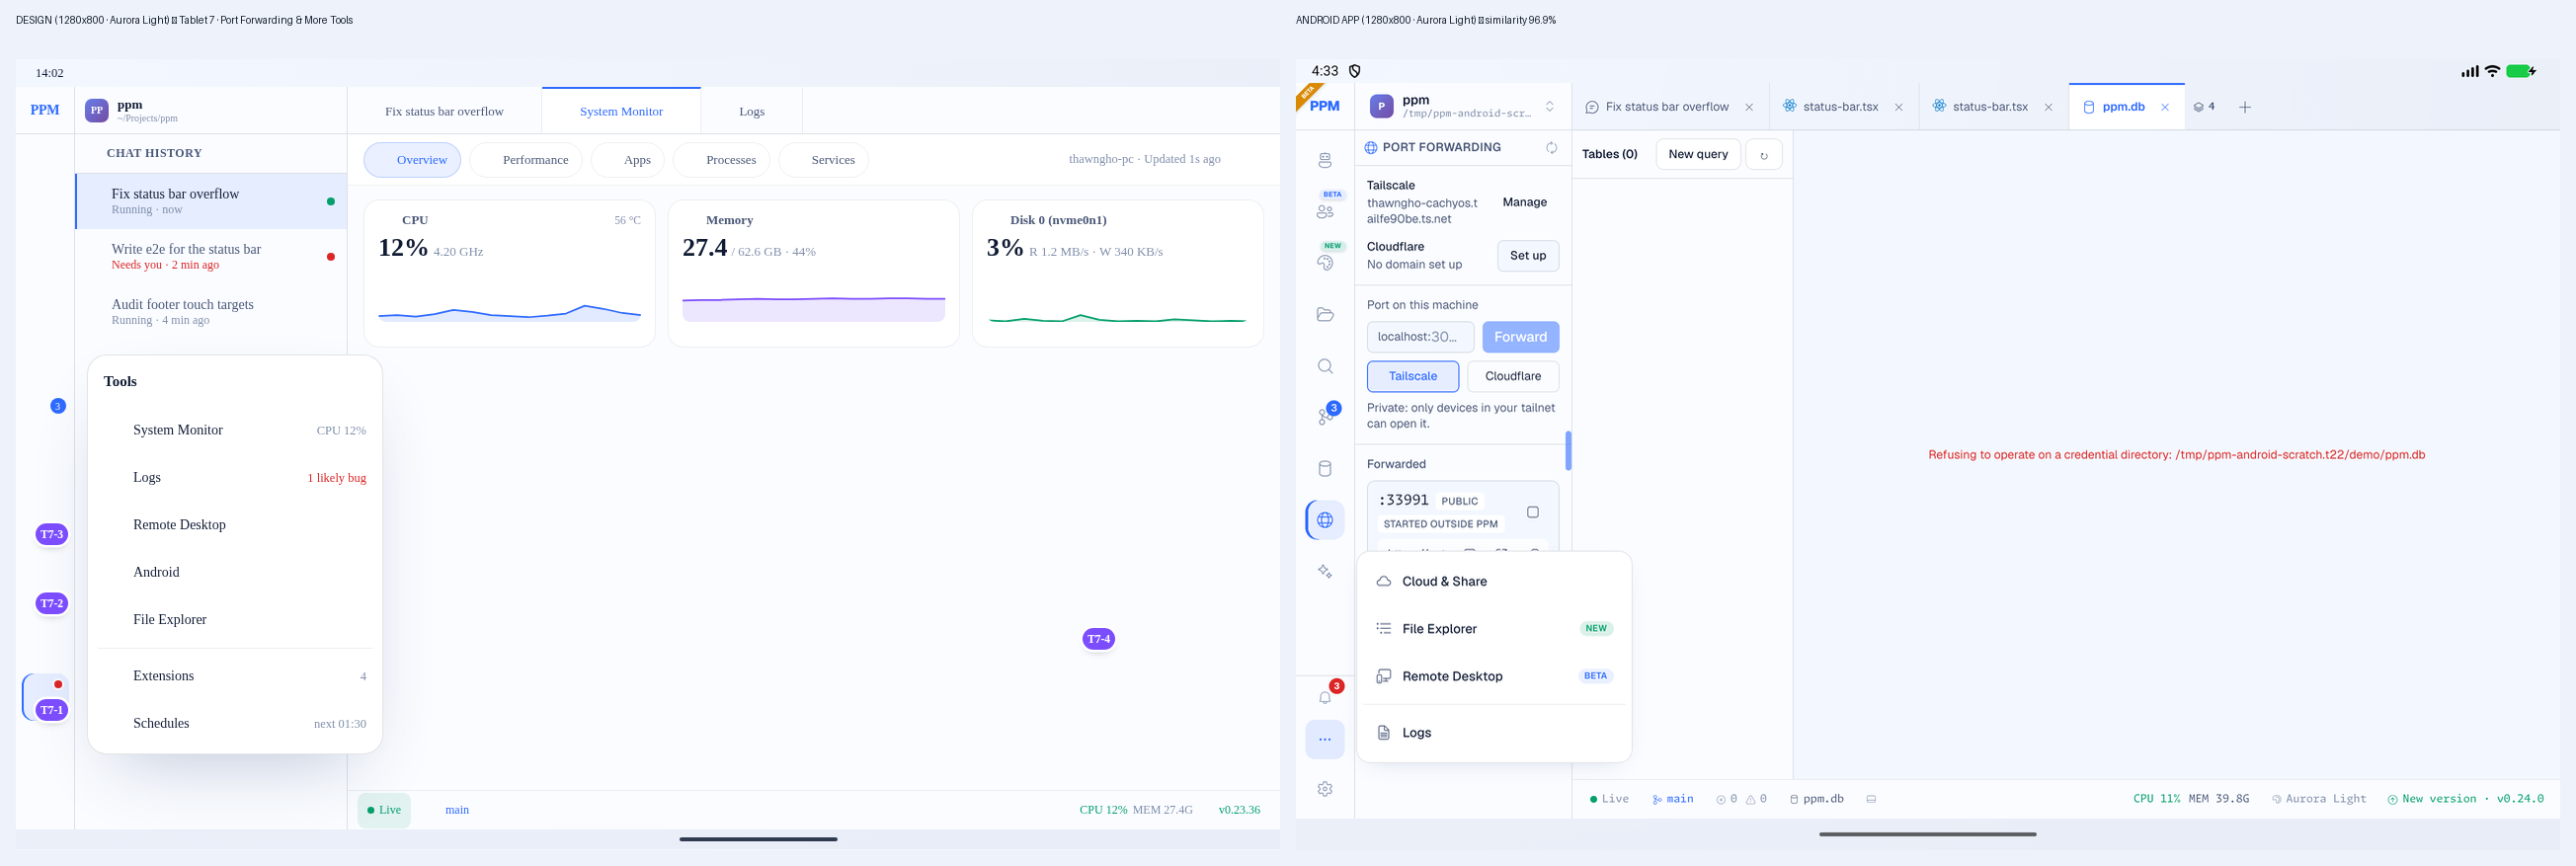 DESIGN (1280x800 · Aurora Light) Tablet 7 · Port Forwarding & More Tools
14:02
PPM
PP
ppm
~/Projects/ppm
Fix status bar overflow
System Monitor
Logs
CHAT HISTORY
Overview
Performance
Apps
Processes
Services
thawngho-pc · Updated 1s ago
Fix status bar overflow
Running · now
Write e2e for the status bar
Needs you · 2 min ago
Audit footer touch targets
Running · 4 min ago
CPU
56 °C
12% 4.20 GHz
Memory
27.4 / 62.6 GB · 44%
Disk 0 (nvme0n1)
3% R 1.2 MB/s · W 340 KB/s
3
T7-3
T7-2
T7-1
Tools
System Monitor CPU 12%
Logs 1 likely bug
Remote Desktop
Android
File Explorer
Extensions 4
Schedules next 01:30
T7-4
Live
main
CPU 12% MEM 27.4G
v0.23.36
ANDROID APP (1280x800 · Aurora Light) similarity 96.9%
4:33
BETA
PPM
P
ppm
/tmp/ppm-android-scr…
Fix status bar overflow
status-bar.tsx
status-bar.tsx
ppm.db
4
BETA
NEW
3
3
PORT FORWARDING
Tailscale
thawngho-cachyos.t
ailfe90be.ts.net
Manage
Cloudflare
No domain set up
Set up
Port on this machine
localhost:30…
Forward
Tailscale
Cloudflare
Private: only devices in your tailnet
can open it.
Forwarded
:33991 PUBLIC
STARTED OUTSIDE PPM
Cloud & Share
File Explorer NEW
Remote Desktop BETA
Logs
Tables (0)
New query
Refusing to operate on a credential directory: /tmp/ppm-android-scratch.t22/demo/ppm.db
Live
main
0
0
ppm.db
CPU 11% MEM 39.8G
Aurora Light
New version · v0.24.0